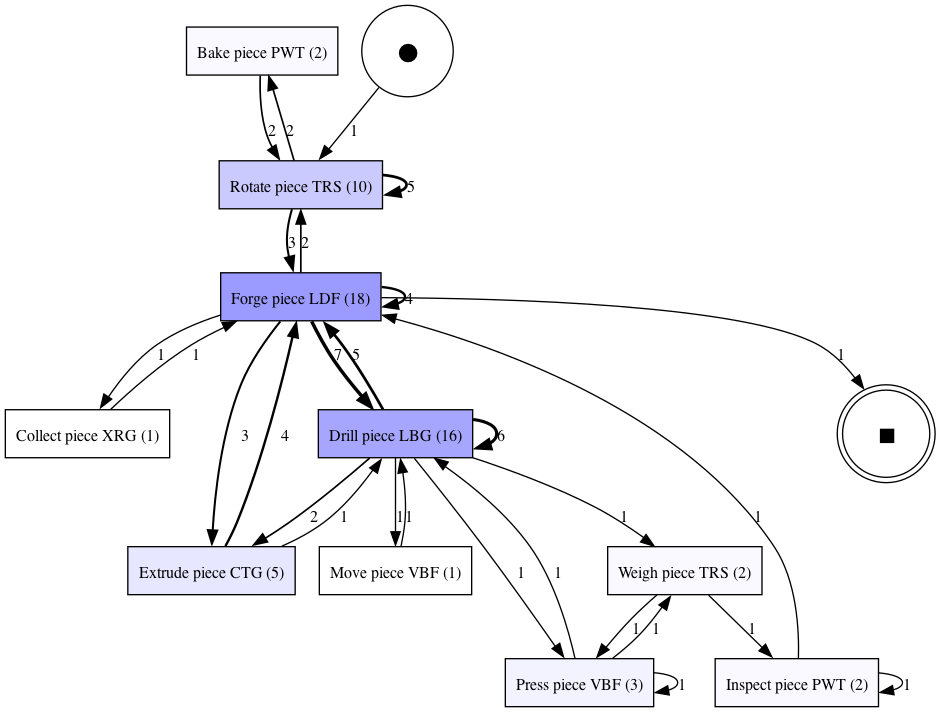 Bake piece PWT (2)
1
2
2
Rotate piece TRS (10)
5
3
2
Forge piece LDF (18)
4
1
1
7
5
1
Collect piece XRG (1)
3
4
Drill piece LBG (16)
6
2
1
1
1
1
1
Extrude piece CTG (5)
Move piece VBF (1)
1
1
Weigh piece TRS (2)
1
1
1
Press piece VBF (3)
1
Inspect piece PWT (2)
1